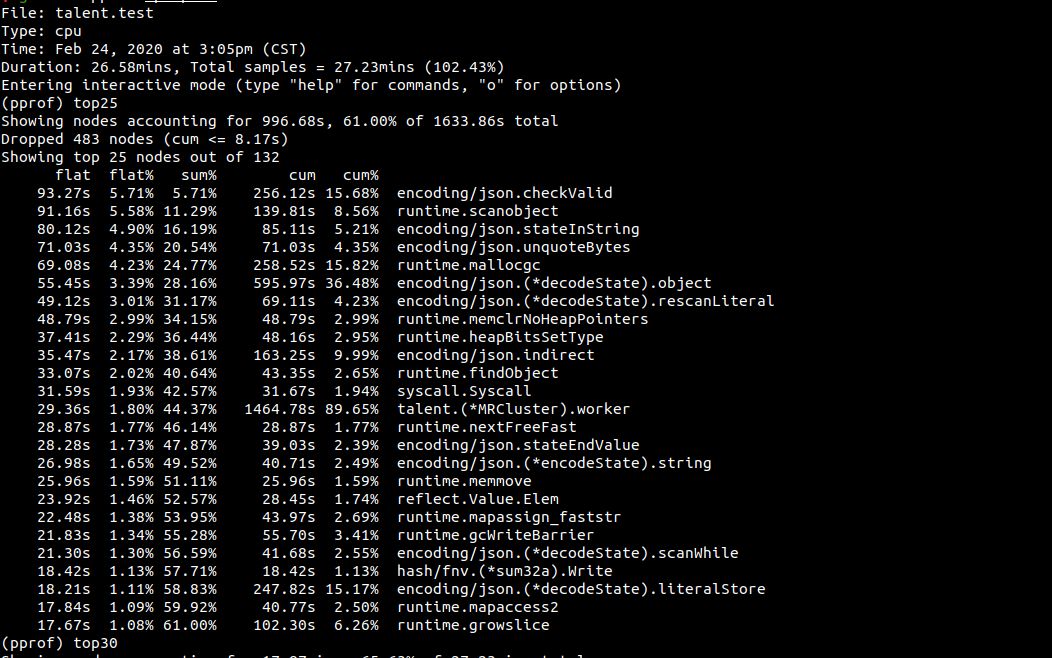 File: talent.test
Type: cpu
Time: Feb 24, 2020 at 3:05pm (CST)
Duration: 26.58mins, Total samples = 27.23mins (102.43%)
Entering interactive mode (type "help" for commands, "o" for options)
(pprof) top25
Showing nodes accounting for 996.68s, 61.00% of 1633.86s total
Dropped 483 nodes (cum <= 8.17s)
Showing top 25 nodes out of 132
flat  flat%   sum%        cum   cum%
93.27s  5.71%  5.71%    256.12s 15.68%  encoding/json.checkValid
91.16s  5.58% 11.29%    139.81s  8.56%  runtime.scanobject
80.12s  4.90% 16.19%     85.11s  5.21%  encoding/json.stateInString
71.03s  4.35% 20.54%     71.03s  4.35%  encoding/json.unquoteBytes
69.08s  4.23% 24.77%    258.52s 15.82%  runtime.mallocgc
55.45s  3.39% 28.16%    595.97s 36.48%  encoding/json.(*decodeState).object
49.12s  3.01% 31.17%     69.11s  4.23%  encoding/json.(*decodeState).rescanLiteral
48.79s  2.99% 34.15%     48.79s  2.99%  runtime.memclrNoHeapPointers
37.41s  2.29% 36.44%     48.16s  2.95%  runtime.heapBitsSetType
35.47s  2.17% 38.61%    163.25s  9.99%  encoding/json.indirect
33.07s  2.02% 40.64%     43.35s  2.65%  runtime.findObject
31.59s  1.93% 42.57%     31.67s  1.94%  syscall.Syscall
29.36s  1.80% 44.37%   1464.78s 89.65%  talent.(*MRCluster).worker
28.87s  1.77% 46.14%     28.87s  1.77%  runtime.nextFreeFast
28.28s  1.73% 47.87%     39.03s  2.39%  encoding/json.stateEndValue
26.98s  1.65% 49.52%     40.71s  2.49%  encoding/json.(*encodeState).string
25.96s  1.59% 51.11%     25.96s  1.59%  runtime.memmove
23.92s  1.46% 52.57%     28.45s  1.74%  reflect.Value.Elem
22.48s  1.38% 53.95%     43.97s  2.69%  runtime.mapassign_faststr
21.83s  1.34% 55.28%     55.70s  3.41%  runtime.gcWriteBarrier
21.30s  1.30% 56.59%     41.68s  2.55%  encoding/json.(*decodeState).scanWhile
18.42s  1.13% 57.71%     18.42s  1.13%  hash/fnv.(*sum32a).Write
18.21s  1.11% 58.83%    247.82s 15.17%  encoding/json.(*decodeState).literalStore
17.84s  1.09% 59.92%     40.77s  2.50%  runtime.mapaccess2
17.67s  1.08% 61.00%    102.30s  6.26%  runtime.growslice
(pprof) top30